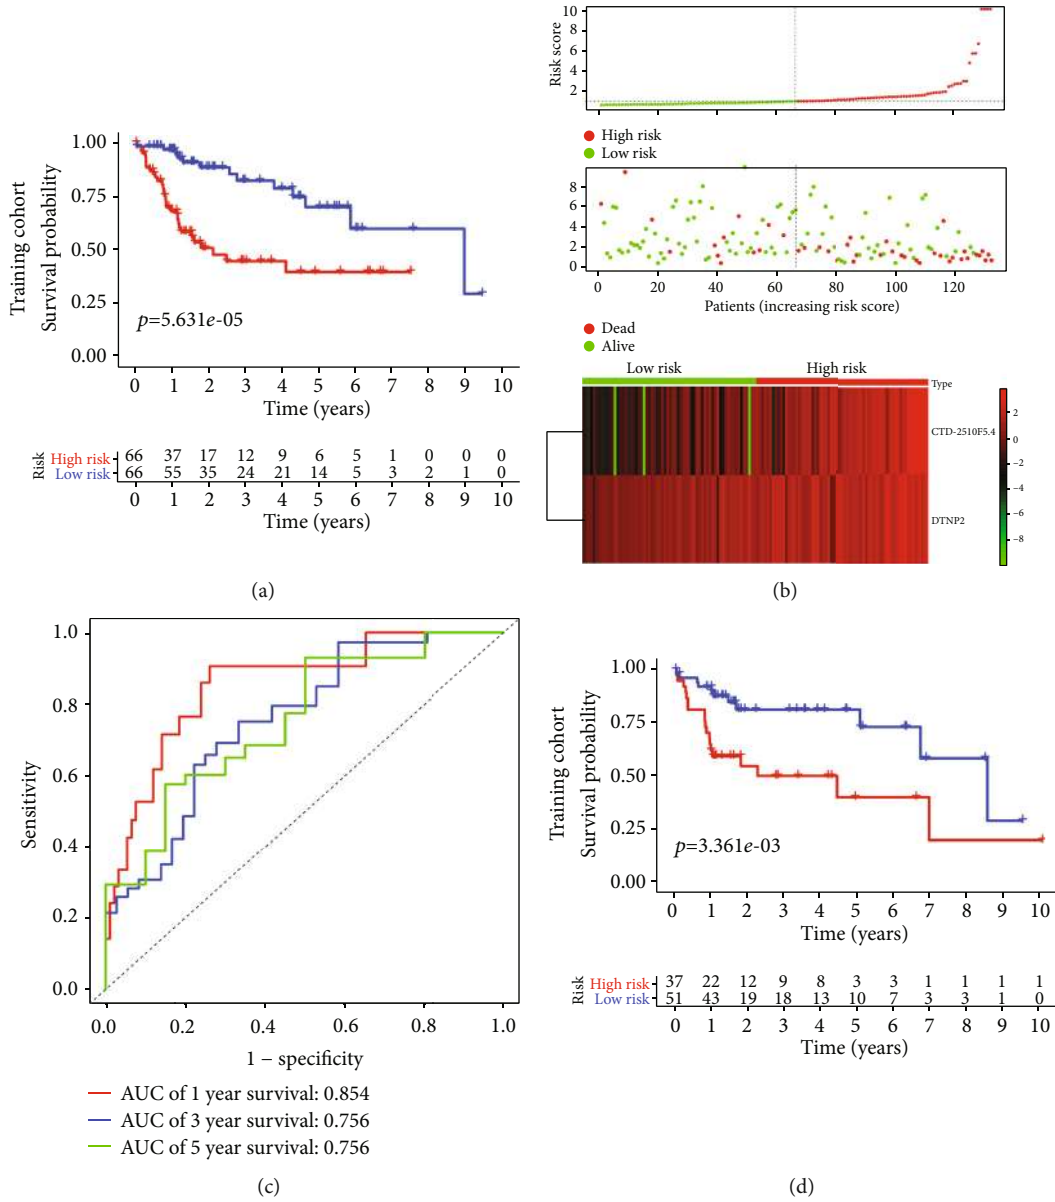 1.00
0.75
0.50
0.25
0.00
Training cohort
Survival probability
p=5.631e-05
0 1 2 3 4 5 6 7 8 9 10
Time (years)
Risk
High risk 66 37 17 12 9 6 5 1 0 0 0
Low risk 66 55 35 24 21 14 5 3 2 1 0
0 1 2 3 4 5 6 7 8 9 10
Time (years)
(a)
10
8
6
4
2
Risk score
High risk
Low risk
8
6
4
2
0
0 20 40 60 80 100 120
Patients (increasing risk score)
Dead
Alive
Low risk High risk
Type
CTD-2510F5.4
DTNP2
2
0
−2
−4
−6
−8
(b)
1.0
0.8
0.6
0.4
0.2
0.0
Sensitivity
0.0 0.2 0.4 0.6 0.8 1.0
1 − specificity
AUC of 1 year survival: 0.854
AUC of 3 year survival: 0.756
AUC of 5 year survival: 0.756
(c)
1.00
0.75
0.50
0.25
0.00
Training cohort
Survival probability
p=3.361e-03
0 1 2 3 4 5 6 7 8 9 10
Time (years)
Risk
High risk 37 22 12 9 8 3 3 1 1 1 1
Low risk 51 43 19 18 13 10 7 3 3 1 0
0 1 2 3 4 5 6 7 8 9 10
Time (years)
(d)